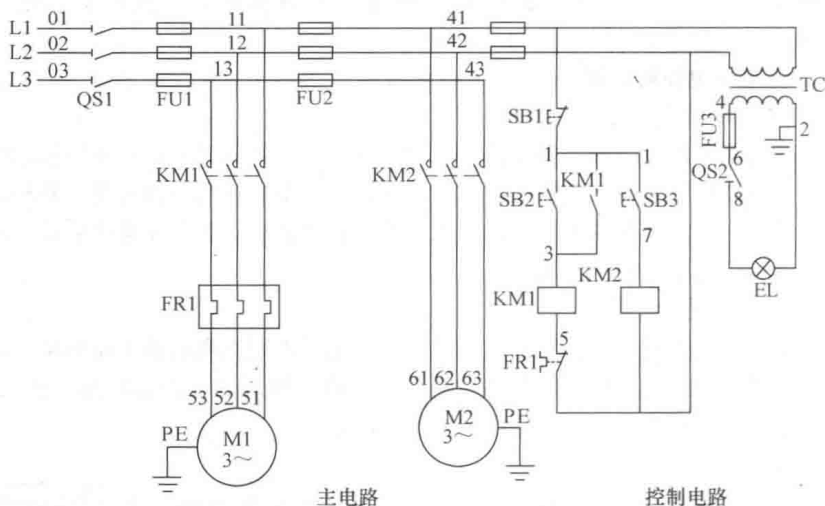 L1 01 11 41
L2 02 12 42
L3 03 13 43
QS1 FU1 FU2
TC
4
2
FU3
SB1
1 1
6
QS2
8
KM1 KM2 KM1
SB2 SB3
3 7
EL
KM1 KM2
FR1
5
FR1
53 52 51
61 62 63
PE M1
3～
M2 PE
3～
主电路 控制电路